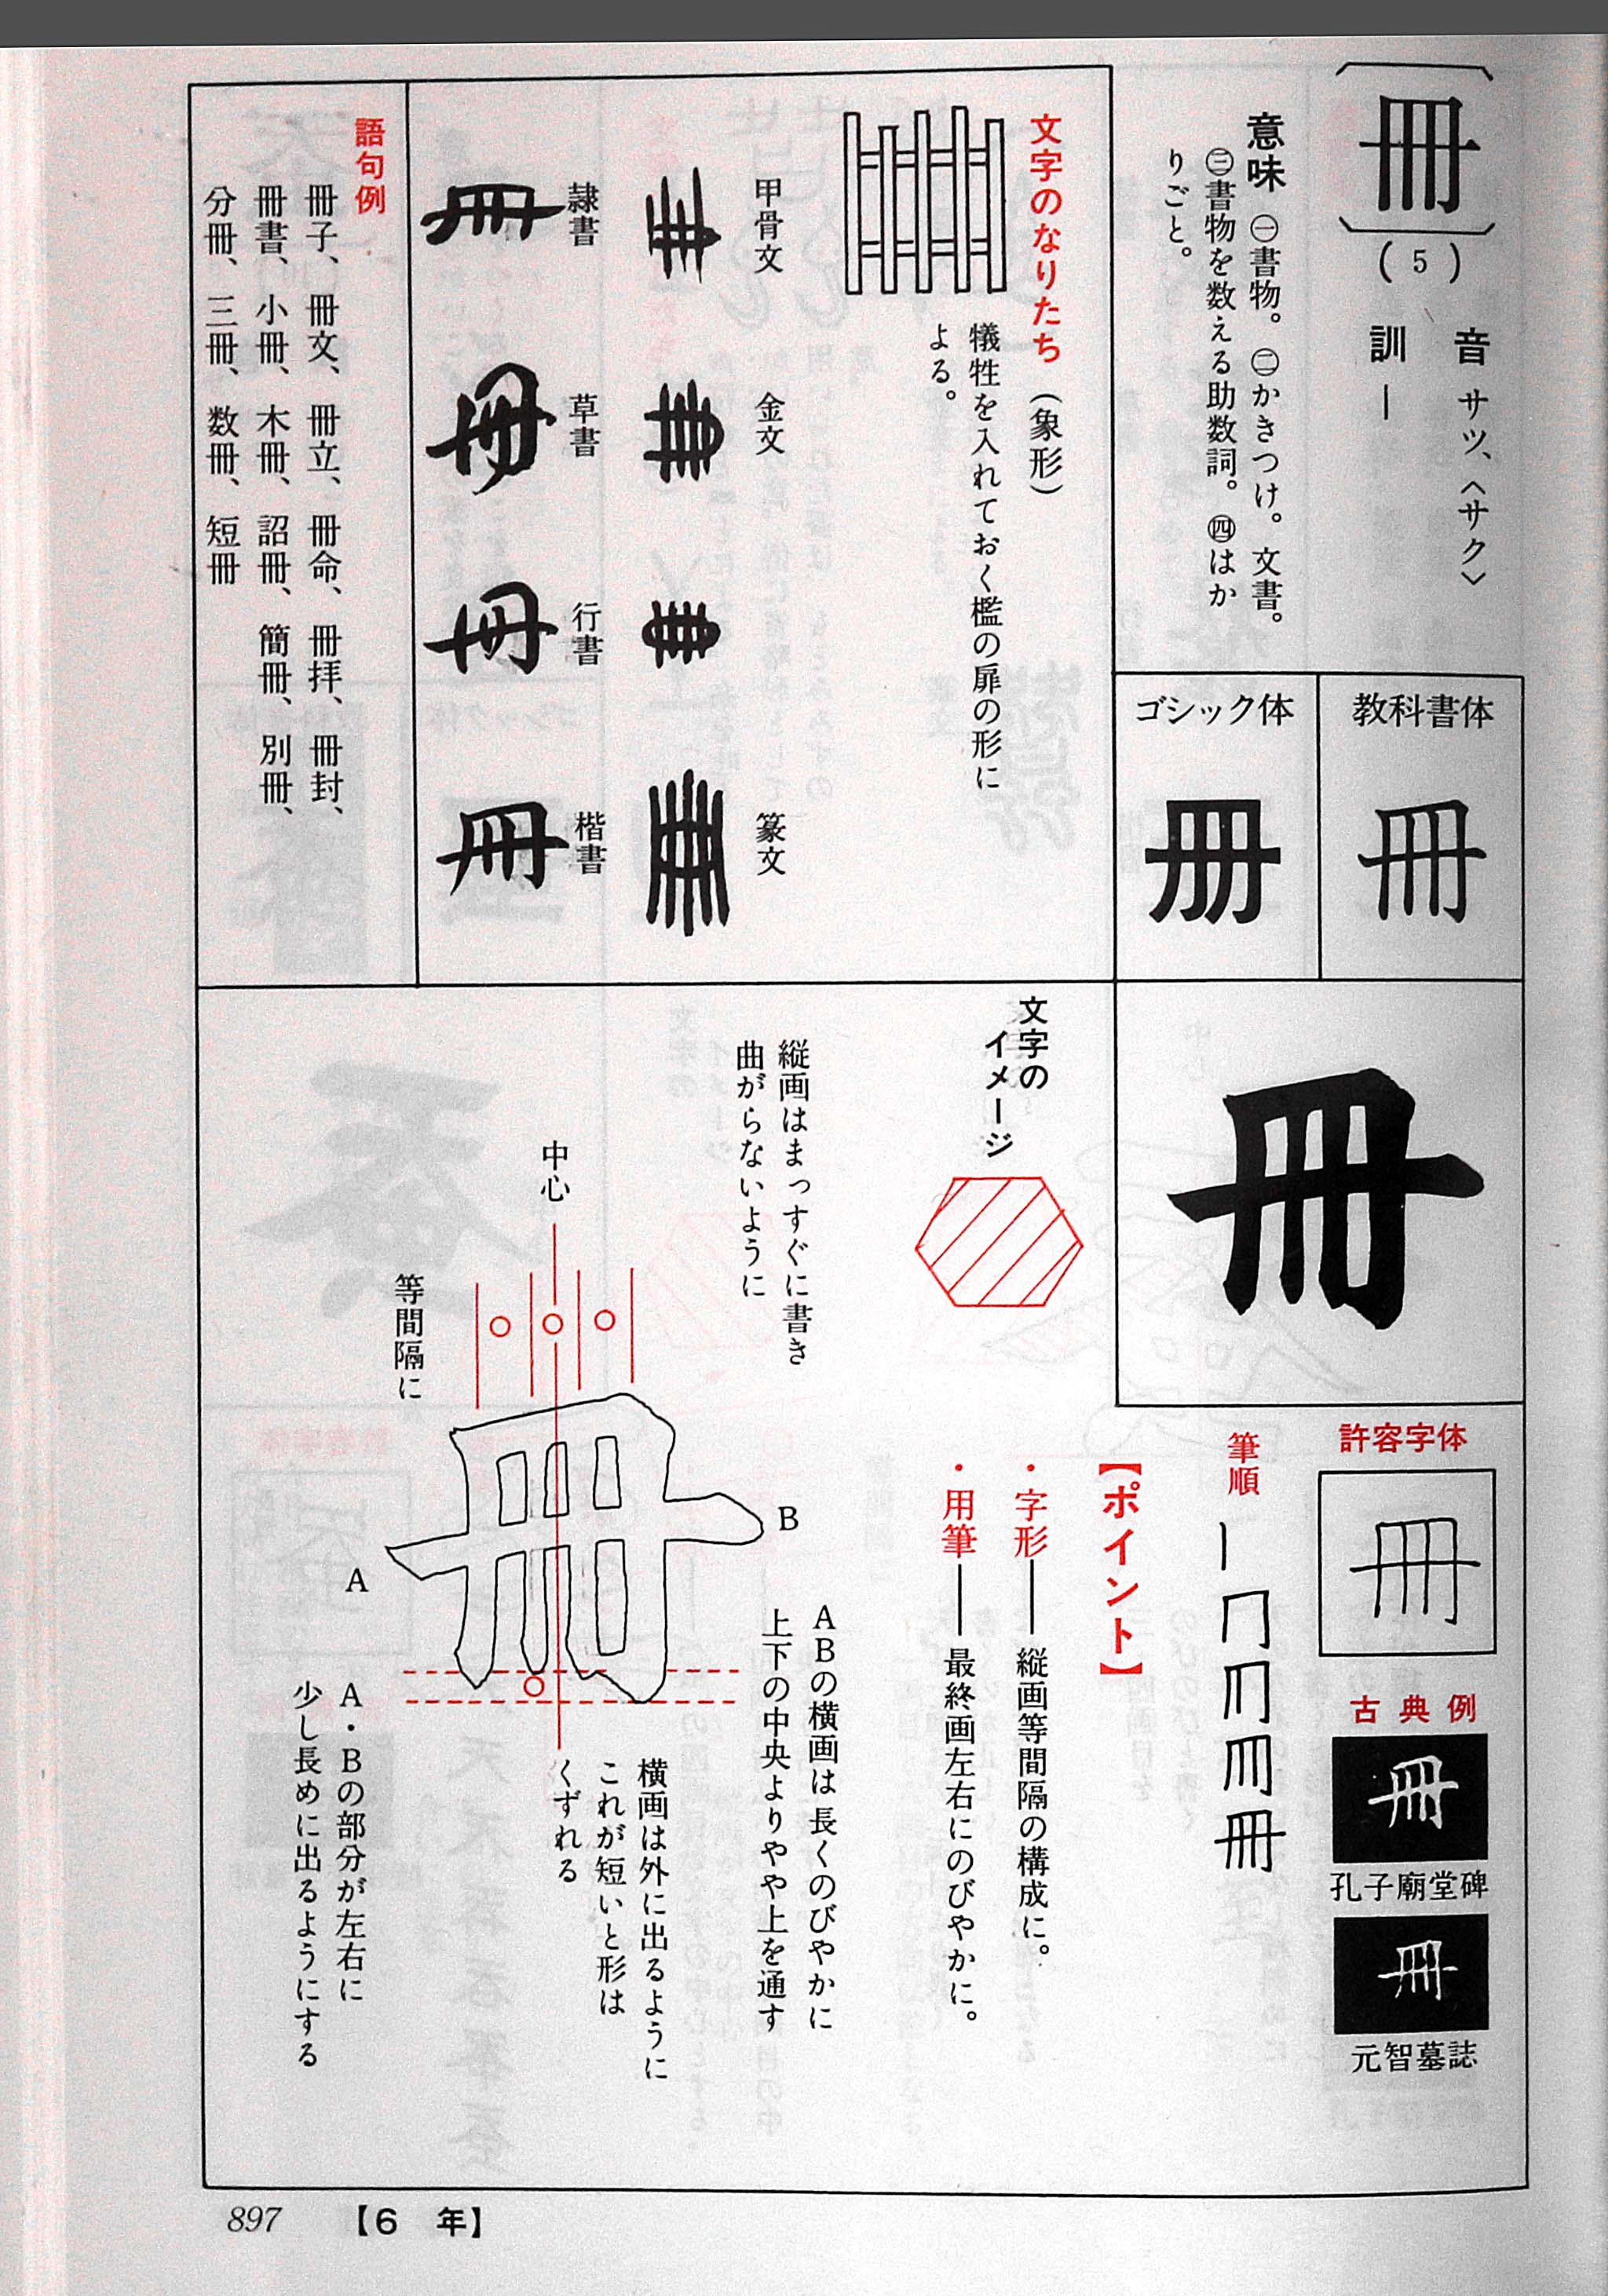 冊
(5)
音 サツ、〈サク〉
訓 ー
意味 ㊀書物。㊁かきつけ。文書。
㊂書物を数える助数詞。㊃はか
りごと。
教科書体
冊
ゴシック体
冊
文字のなりたち（象形）
犠牲を入れておく檻の扉の形に
よる。
甲骨文
金文
篆文
隷書
冊
草書
冊
行書
冊
楷書
冊
語句例
冊子、冊文、冊立、冊命、冊拝、冊封、
冊書、小冊、木冊、詔冊、簡冊、別冊、
分冊、三冊、数冊、短冊
冊
許容字体
冊
古典例
冊
孔子廟堂碑
冊
元智墓誌
筆順
冊
【ポイント】
・字形――縦画等間隔の構成に。
・用筆――最終画左右にのびやかに。
文字の
イメージ
縦画はまっすぐに書き
曲がらないように
中心
等間隔に
B
A
ABの横画は長くのびやかに
上下の中央よりやや上を通す
横画は外に出るように
これが短いと形は
くずれる
A・Bの部分が左右に
少し長めに出るようにする
897 【6 年】